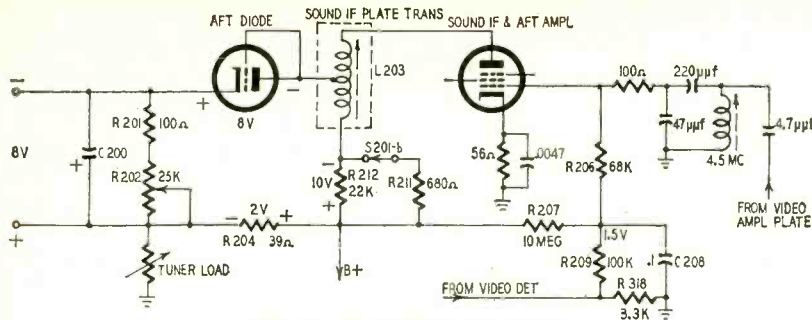 AFT DIODE
SOUND IF PLATE TRANS
SOUND IF & AFT AMPL
L203
8V
100Ω
220µµf
47µµf
4.7µµf
4.5 MC
FROM VIDEO
AMPL PLATE
R201
100Ω
C200
8V
R202
25K
S201-b
10V
R212
22K
R211
680Ω
56Ω
.0047
R206
68K
2V
R204
39Ω
R207
10 MEG
1.5V
TUNER LOAD
B+
R209
100K
.1
C208
FROM VIDEO DET
R318
3.3K